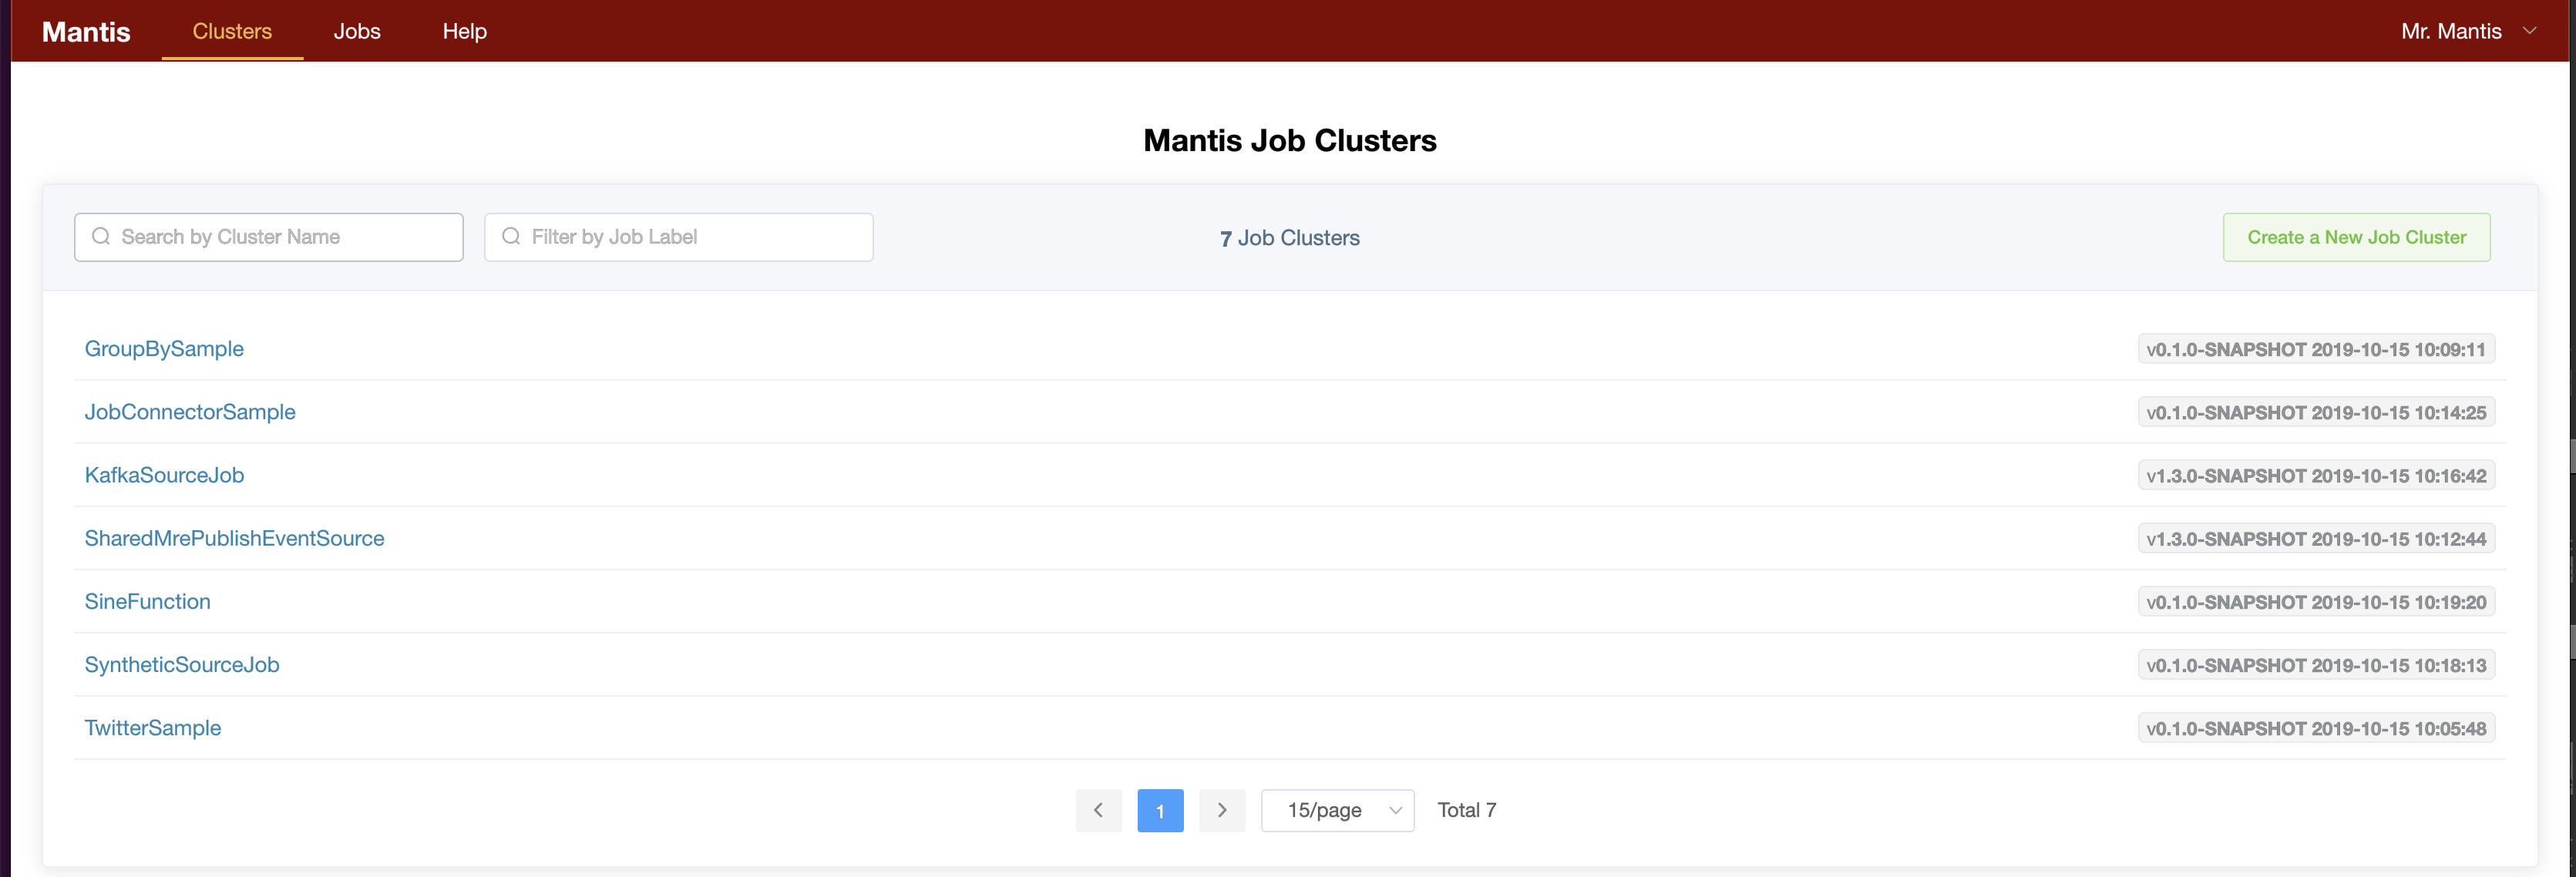 Mantis Clusters Jobs Help Mr. Mantis
Mantis Job Clusters
Search by Cluster Name Filter by Job Label 7 Job Clusters Create a New Job Cluster
GroupBySample v0.1.0-SNAPSHOT 2019-10-15 10:09:11
JobConnectorSample v0.1.0-SNAPSHOT 2019-10-15 10:14:25
KafkaSourceJob v1.3.0-SNAPSHOT 2019-10-15 10:16:42
SharedMrePublishEventSource v1.3.0-SNAPSHOT 2019-10-15 10:12:44
SineFunction v0.1.0-SNAPSHOT 2019-10-15 10:19:20
SyntheticSourceJob v0.1.0-SNAPSHOT 2019-10-15 10:18:13
TwitterSample v0.1.0-SNAPSHOT 2019-10-15 10:05:48
1 15/page Total 7